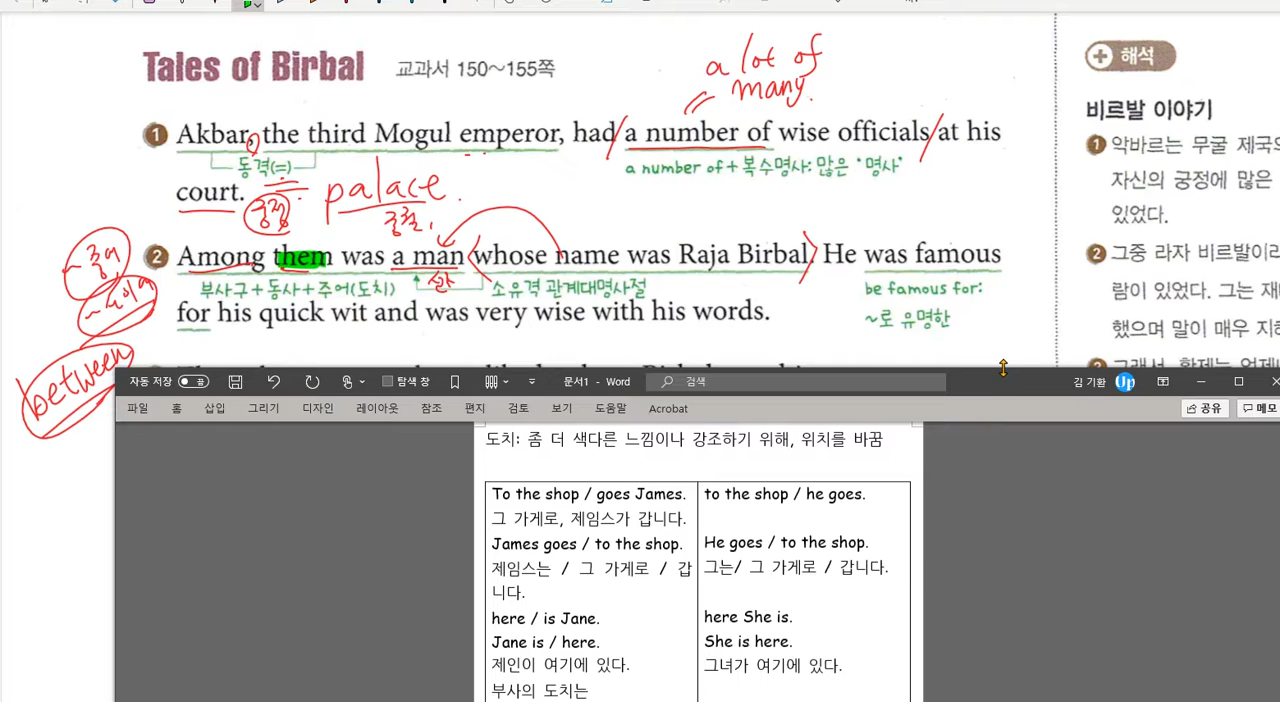 Tales of Birbal 교과서 150~155쪽
a lot of
many.
1 Akbar, the third Mogul emperor, had / a number of wise officials / at his
동격(=) a number of + 복수명사: 많은 '명사'
court. = palace.
궁정 궁궐.
2 Among them was a man <whose name was Raja Birbal> He was famous
부사구+동사+주어(도치) 소유격 관계대명사절 be famous for:
for his quick wit and was very wise with his words. ~로 유명한
~중에
~사이에
between
+ 해석
비르발 이야기
1 악바르는 무굴 제국의
자신의 궁정에 많은
있었다.
2 그중 라자 비르발이라
람이 있었다. 그는 재
했으며 말이 매우 지혜
자동 저장 끔 탐색 창 문서1 - Word 검색 김 기환 Up
파일 홈 삽입 그리기 디자인 레이아웃 참조 편지 검토 보기 도움말 Acrobat 공유 메모
도치: 좀 더 색다른 느낌이나 강조하기 위해, 위치를 바꿈
To the shop / goes James.
그 가게로, 제임스가 갑니다.
James goes / to the shop.
제임스는 / 그 가게로 / 갑
니다.
here / is Jane.
Jane is / here.
제인이 여기에 있다.
부사의 도치는
to the shop / he goes.
He goes / to the shop.
그는/ 그 가게로 / 갑니다.
here She is.
She is here.
그녀가 여기에 있다.